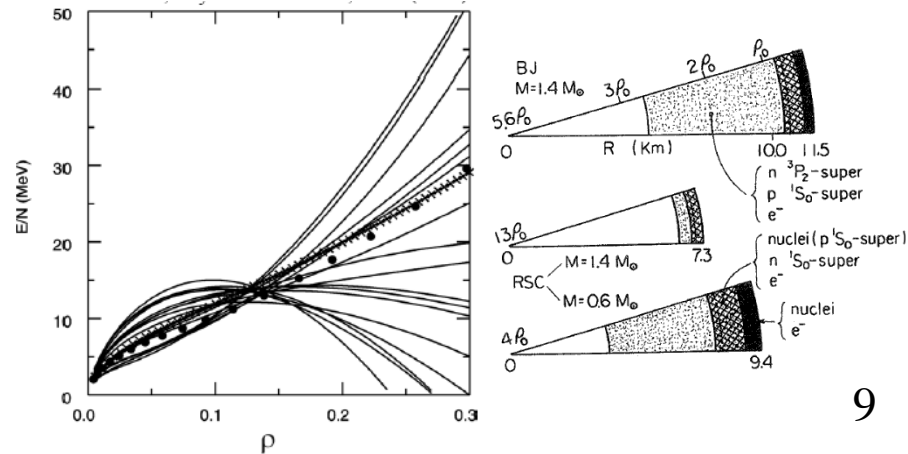 50
40
30
20
10
0
E/N (MeV)
0.0
0.1
0.2
0.3
ρ
BJ
M=1.4 M⊙
5.6ρ₀
3ρ₀
2ρ₀
ρ₀
0
R (Km)
10.0
11.5
n ³P₂-super
p ¹S₀-super
e⁻
13ρ₀
0
7.3
RSC
M=1.4 M⊙
M=0.6 M⊙
nuclei (p ¹S₀-super)
n ¹S₀-super
e⁻
nuclei
e⁻
4ρ₀
0
9.4
9